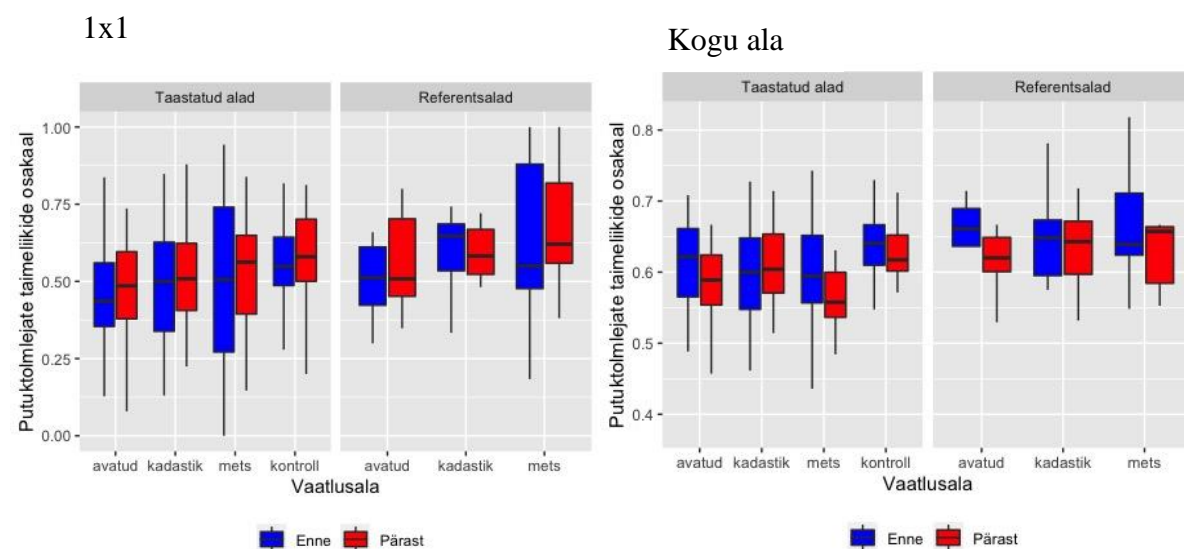 1x1
Taastatud alad
Referentsalad
Putuktolmlejate taimeliikide osakaal
1.00
0.75
0.50
0.25
0.00
avatud kadastik mets kontroll
avatud kadastik mets
Vaatlusala
Enne Pärast
Kogu ala
Taastatud alad
Referentsalad
Putuktolmlejate taimeliikide osakaal
0.8
0.7
0.6
0.5
0.4
avatud kadastik mets kontroll
avatud kadastik mets
Vaatlusala
Enne Pärast